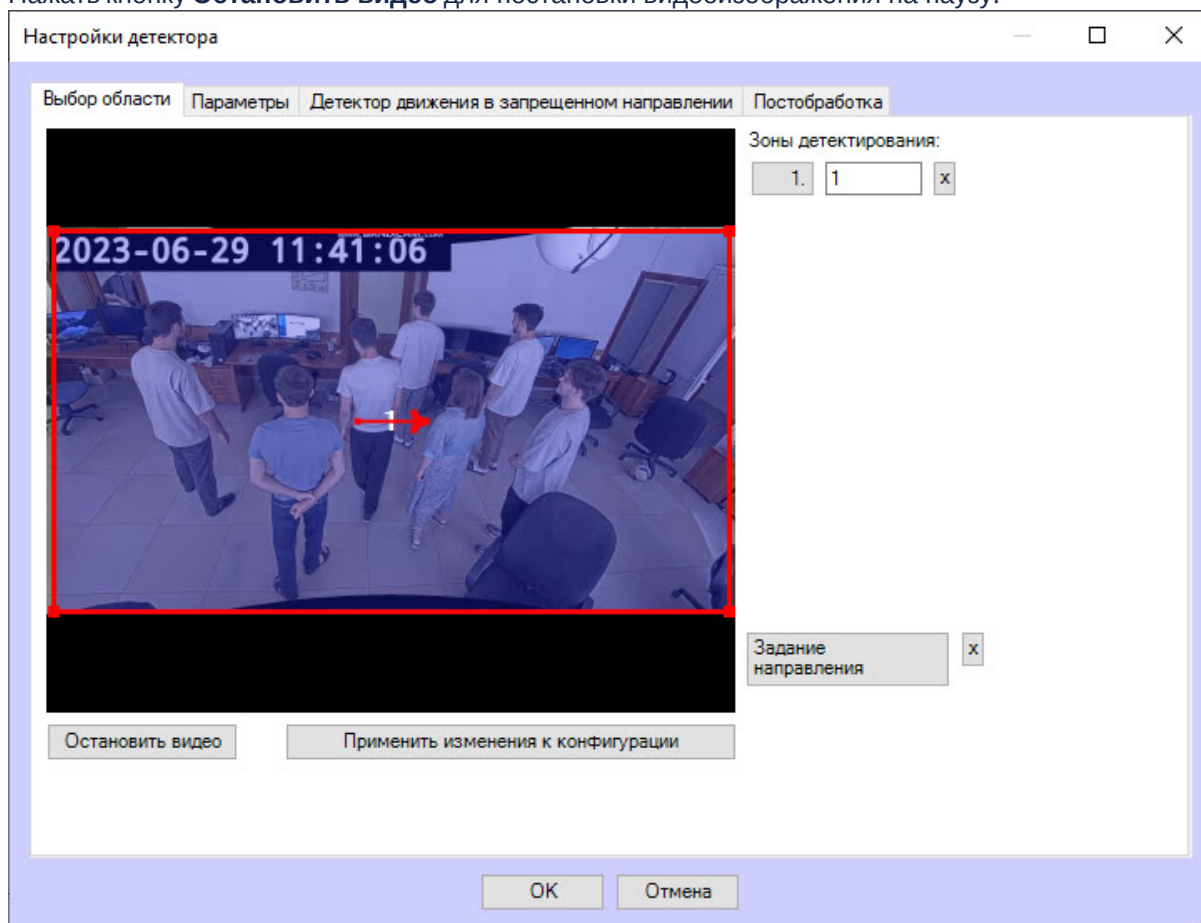 Нажать кнопку Остановить видео для постановки видеоизображения на паузу.
Настройки детектора
Выбор области Параметры Детектор движения в запрещенном направлении Постобработка
Зоны детектирования:
1. 1 x
2023-06-29 11:41:06
1
Задание
направления
x
Остановить видео Применить изменения к конфигурации
OK Отмена